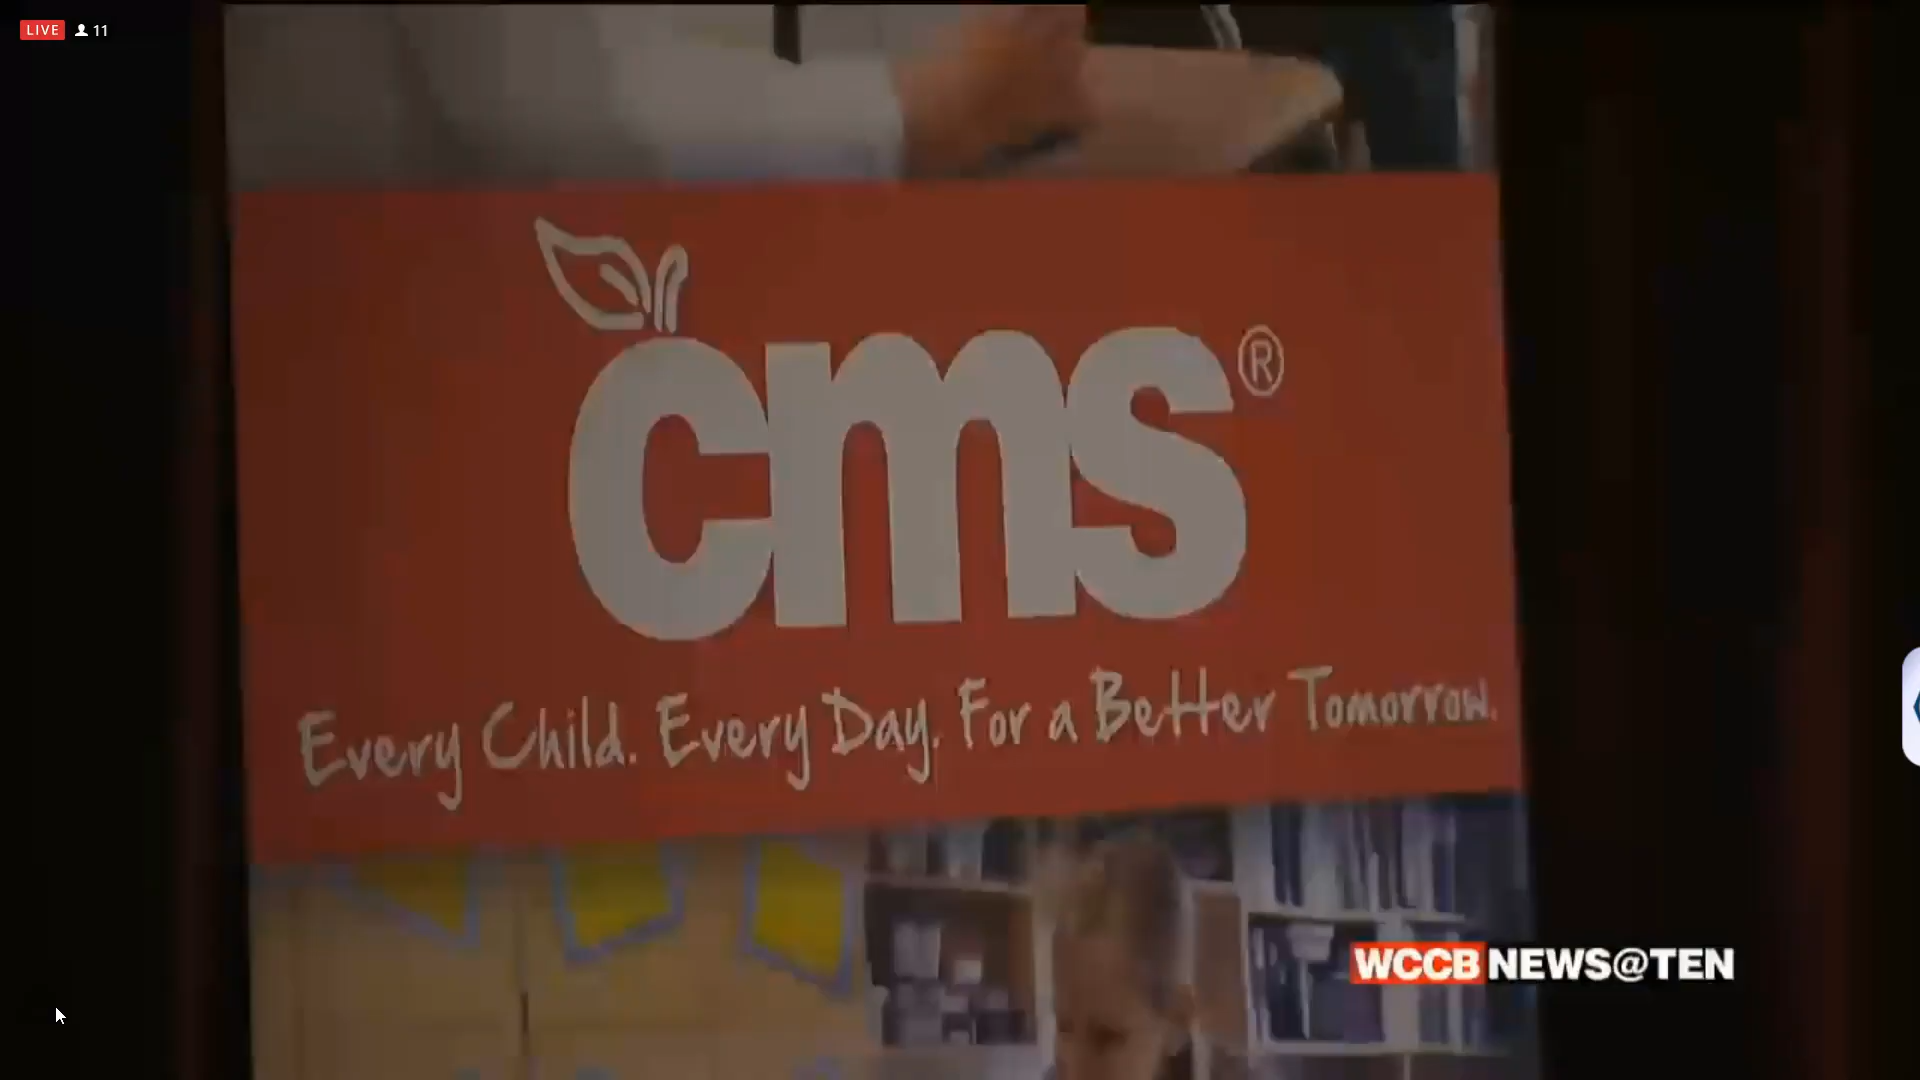 LIVE 11
cms®
Every Child. Every Day. For a Better Tomorrow.
WCCB NEWS@TEN